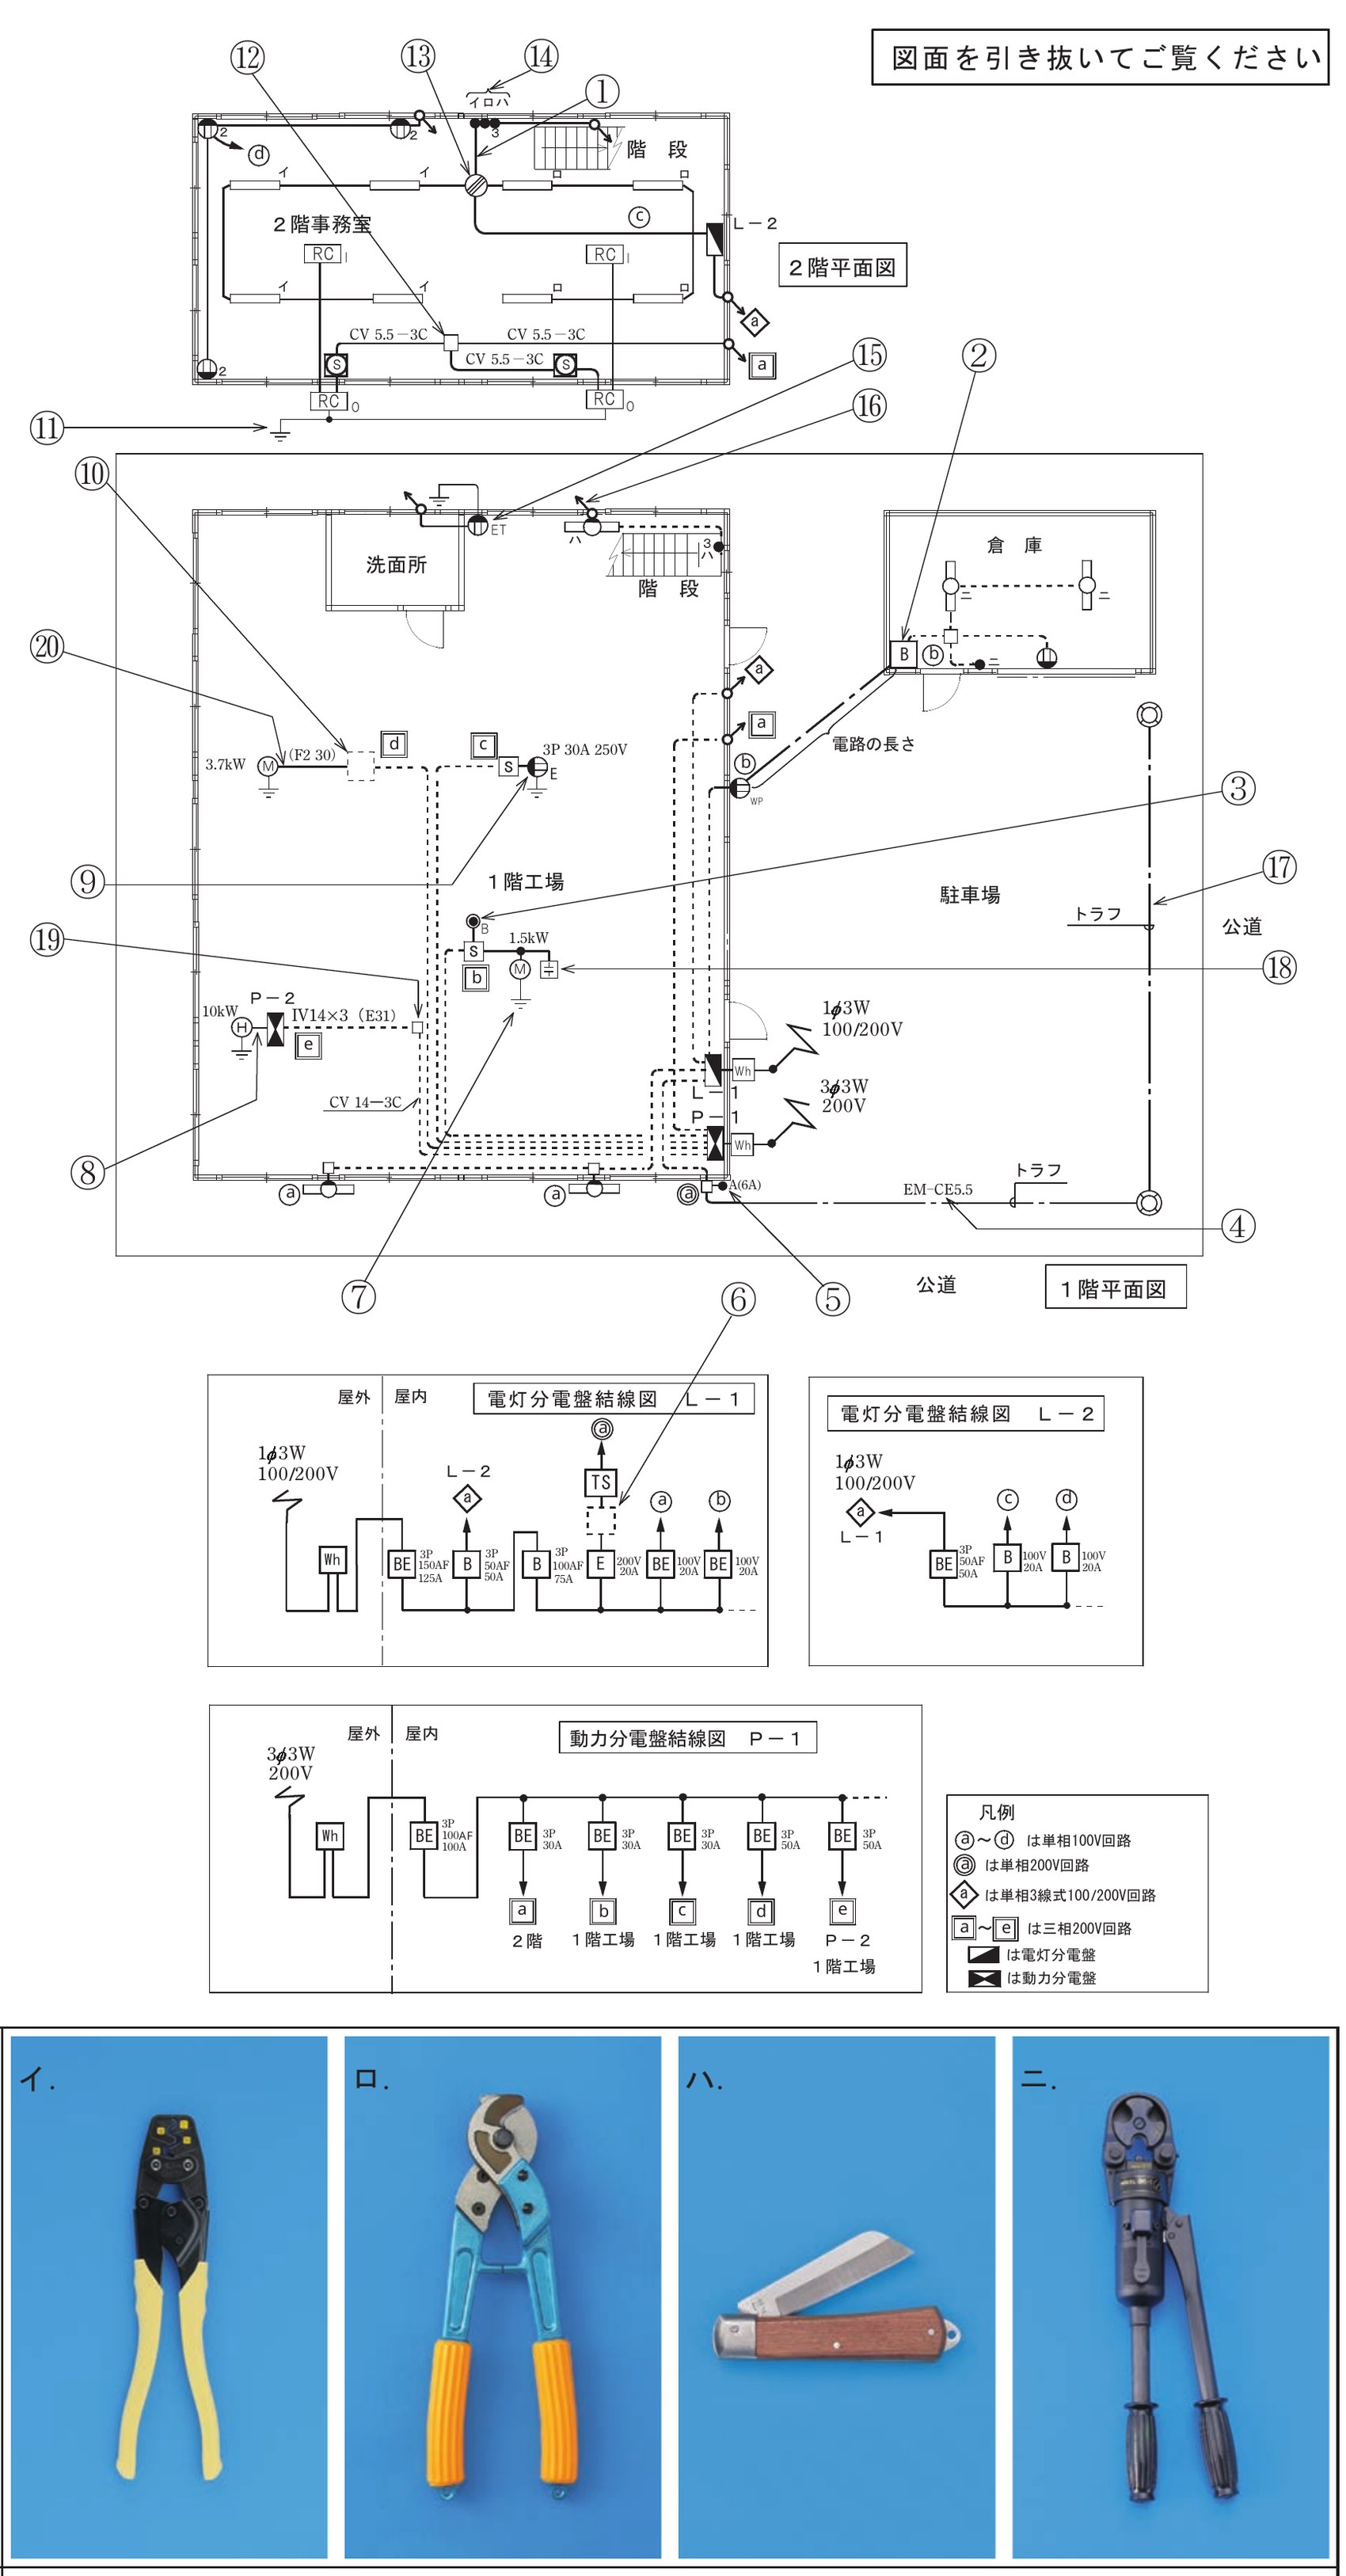 図面を引き抜いてご覧ください
⑫
⑬
⑭
①
イロハ
3
2
2
ⓓ
階 段
イ
イ
ロ
ロ
2階事務室
ⓒ
L－2
RC I
RC I
2階平面図
イ
イ
ロ
ロ
a
CV 5.5－3C
CV 5.5－3C
CV 5.5－3C
S
S
a
2
RC O
RC O
⑪
⑮
②
⑯
⑩
ET
ハ
3
ハ
洗面所
階 段
倉 庫
ニ
ニ
ニ
B
ⓑ
⑳
a
a
電路の長さ
ⓑ
WP
d
c
3P 30A 250V
3.7kW
M
(F2 30)
S
E
③
⑨
1階工場
駐車場
⑰
トラフ
公道
⑲
B
1.5kW
S
M
b
⑱
P－2
10kW
H
IV14×3（E31）
e
1φ3W
100/200V
Wh
L－1
CV 14－3C
P－1
3φ3W
200V
Wh
⑧
ⓐ
ⓐ
ⓐ
A(6A)
EM－CE5.5
トラフ
④
⑦
⑥
⑤
公道
1階平面図
屋外
屋内
電灯分電盤結線図 L－1
1φ3W
100/200V
L－2
a
ⓐ
TS
ⓐ
ⓑ
Wh
BE
3P
150AF
125A
B
3P
50AF
50A
B
3P
100AF
75A
E
200V
20A
BE
100V
20A
BE
100V
20A
電灯分電盤結線図 L－2
1φ3W
100/200V
a
L－1
ⓒ
ⓓ
BE
3P
50AF
50A
B
100V
20A
B
100V
20A
屋外
屋内
動力分電盤結線図 P－1
3φ3W
200V
Wh
BE
3P
100AF
100A
BE
3P
30A
BE
3P
30A
BE
3P
30A
BE
3P
50A
BE
3P
50A
a
b
c
d
e
2階
1階工場
1階工場
1階工場
P－2
1階工場
凡例
ⓐ～ⓓ は単相100V回路
ⓐ は単相200V回路
a は単相3線式100/200V回路
a～e は三相200V回路
は電灯分電盤
は動力分電盤
イ.
ロ.
ハ.
ニ.